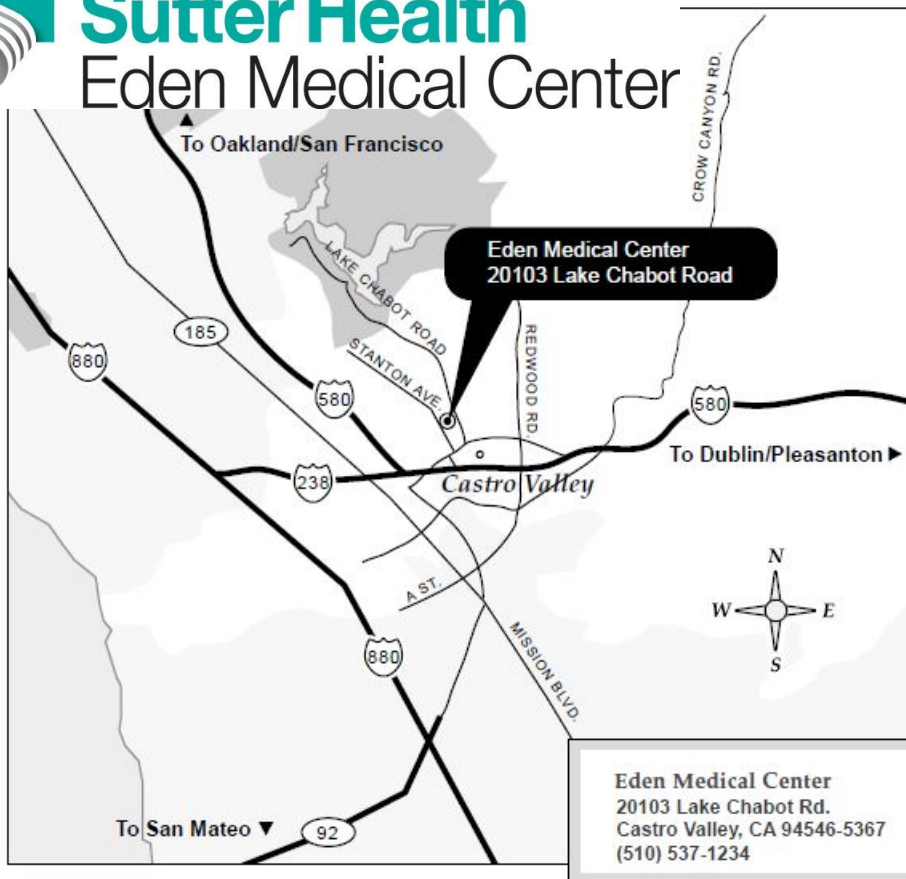 Sutter Health
Eden Medical Center
▲
To Oakland/San Francisco
CROW CANYON RD.
Eden Medical Center
20103 Lake Chabot Road
LAKE CHABOT ROAD
185
880
STANTON AVE.
REDWOOD RD.
580
580
To Dublin/Pleasanton ▶
238
Castro Valley
N
W E
S
A ST.
MISSION BLVD.
880
To San Mateo ▼
92
Eden Medical Center
20103 Lake Chabot Rd.
Castro Valley, CA 94546-5367
(510) 537-1234